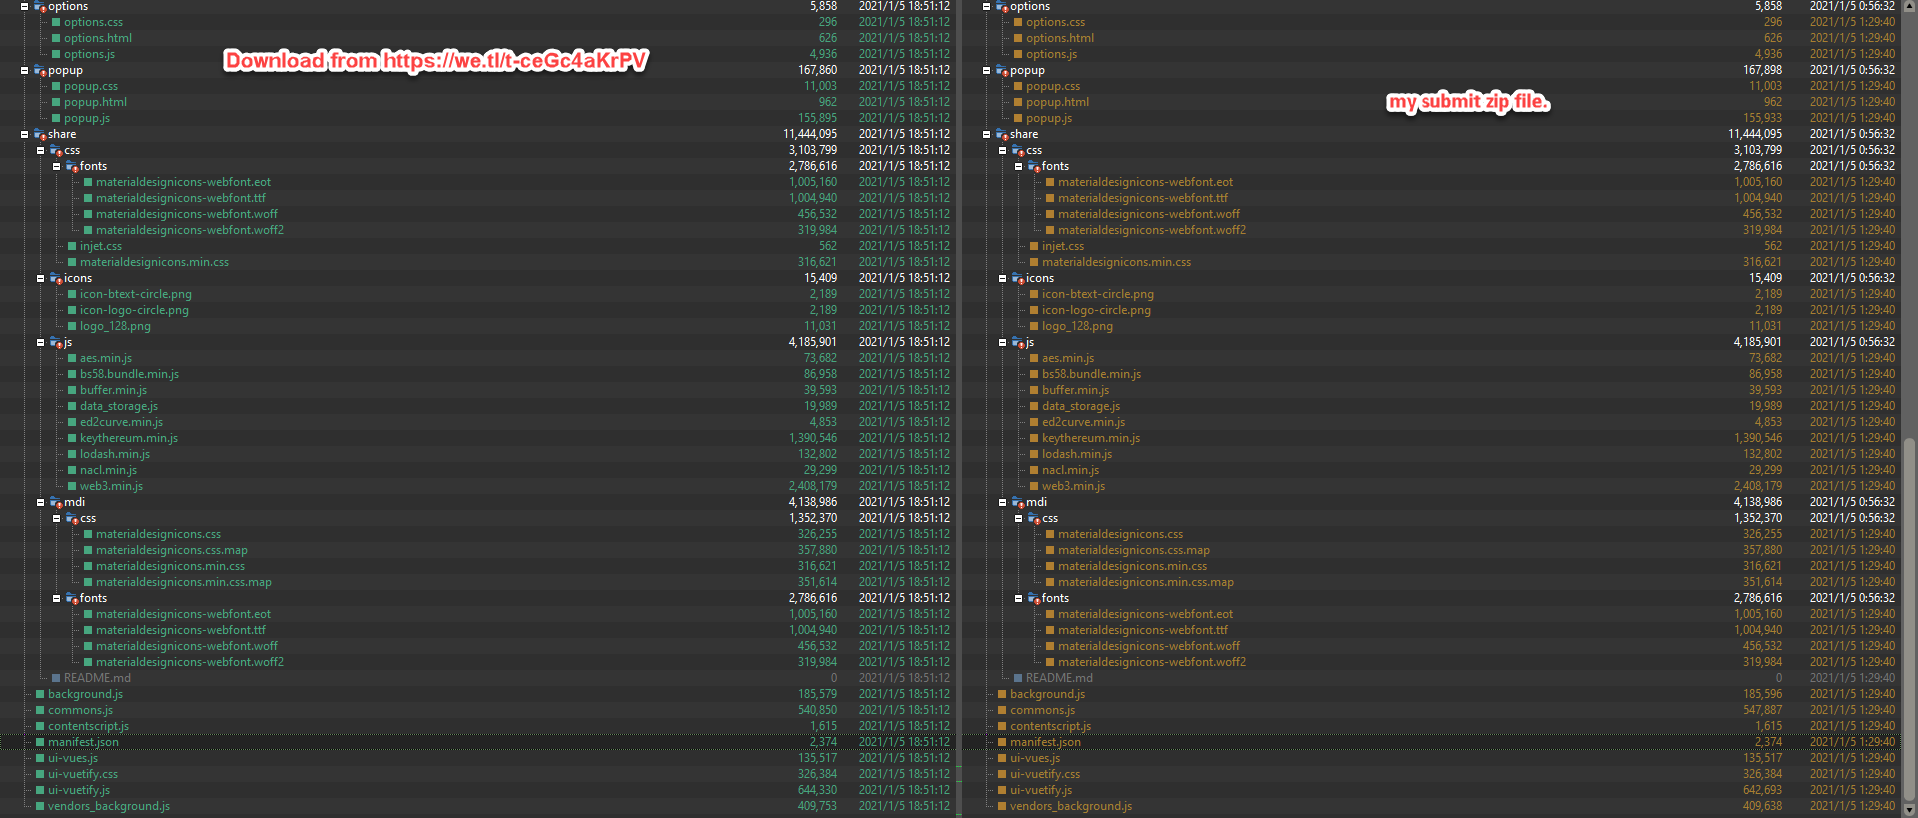 options 5,858 2021/1/5 18:51:12 options 5,858 2021/1/5 0:56:32
options.css 296 2021/1/5 18:51:12 options.css 296 2021/1/5 1:29:40
options.html 626 2021/1/5 18:51:12 options.html 626 2021/1/5 1:29:40
options.js 4,936 2021/1/5 18:51:12 options.js 4,936 2021/1/5 1:29:40
Download from https://we.tl/t-ceGc4aKrPV
popup 167,860 2021/1/5 18:51:12 popup 167,898 2021/1/5 0:56:32
popup.css 11,003 2021/1/5 18:51:12 popup.css 11,003 2021/1/5 1:29:40
popup.html 962 2021/1/5 18:51:12 popup.html 962 2021/1/5 1:29:40
my submit zip file.
popup.js 155,895 2021/1/5 18:51:12 popup.js 155,933 2021/1/5 1:29:40
share 11,444,095 2021/1/5 18:51:12 share 11,444,095 2021/1/5 0:56:32
css 3,103,799 2021/1/5 18:51:12 css 3,103,799 2021/1/5 0:56:32
fonts 2,786,616 2021/1/5 18:51:12 fonts 2,786,616 2021/1/5 0:56:32
materialdesignicons-webfont.eot 1,005,160 2021/1/5 18:51:12 materialdesignicons-webfont.eot 1,005,160 2021/1/5 1:29:40
materialdesignicons-webfont.ttf 1,004,940 2021/1/5 18:51:12 materialdesignicons-webfont.ttf 1,004,940 2021/1/5 1:29:40
materialdesignicons-webfont.woff 456,532 2021/1/5 18:51:12 materialdesignicons-webfont.woff 456,532 2021/1/5 1:29:40
materialdesignicons-webfont.woff2 319,984 2021/1/5 18:51:12 materialdesignicons-webfont.woff2 319,984 2021/1/5 1:29:40
injet.css 562 2021/1/5 18:51:12 injet.css 562 2021/1/5 1:29:40
materialdesignicons.min.css 316,621 2021/1/5 18:51:12 materialdesignicons.min.css 316,621 2021/1/5 1:29:40
icons 15,409 2021/1/5 18:51:12 icons 15,409 2021/1/5 0:56:32
icon-btext-circle.png 2,189 2021/1/5 18:51:12 icon-btext-circle.png 2,189 2021/1/5 1:29:40
icon-logo-circle.png 2,189 2021/1/5 18:51:12 icon-logo-circle.png 2,189 2021/1/5 1:29:40
logo_128.png 11,031 2021/1/5 18:51:12 logo_128.png 11,031 2021/1/5 1:29:40
js 4,185,901 2021/1/5 18:51:12 js 4,185,901 2021/1/5 0:56:32
aes.min.js 73,682 2021/1/5 18:51:12 aes.min.js 73,682 2021/1/5 1:29:40
bs58.bundle.min.js 86,958 2021/1/5 18:51:12 bs58.bundle.min.js 86,958 2021/1/5 1:29:40
buffer.min.js 39,593 2021/1/5 18:51:12 buffer.min.js 39,593 2021/1/5 1:29:40
data_storage.js 19,989 2021/1/5 18:51:12 data_storage.js 19,989 2021/1/5 1:29:40
ed2curve.min.js 4,853 2021/1/5 18:51:12 ed2curve.min.js 4,853 2021/1/5 1:29:40
keythereum.min.js 1,390,546 2021/1/5 18:51:12 keythereum.min.js 1,390,546 2021/1/5 1:29:40
lodash.min.js 132,802 2021/1/5 18:51:12 lodash.min.js 132,802 2021/1/5 1:29:40
nacl.min.js 29,299 2021/1/5 18:51:12 nacl.min.js 29,299 2021/1/5 1:29:40
web3.min.js 2,408,179 2021/1/5 18:51:12 web3.min.js 2,408,179 2021/1/5 1:29:40
mdi 4,138,986 2021/1/5 18:51:12 mdi 4,138,986 2021/1/5 0:56:32
css 1,352,370 2021/1/5 18:51:12 css 1,352,370 2021/1/5 0:56:32
materialdesignicons.css 326,255 2021/1/5 18:51:12 materialdesignicons.css 326,255 2021/1/5 1:29:40
materialdesignicons.css.map 357,880 2021/1/5 18:51:12 materialdesignicons.css.map 357,880 2021/1/5 1:29:40
materialdesignicons.min.css 316,621 2021/1/5 18:51:12 materialdesignicons.min.css 316,621 2021/1/5 1:29:40
materialdesignicons.min.css.map 351,614 2021/1/5 18:51:12 materialdesignicons.min.css.map 351,614 2021/1/5 1:29:40
fonts 2,786,616 2021/1/5 18:51:12 fonts 2,786,616 2021/1/5 0:56:32
materialdesignicons-webfont.eot 1,005,160 2021/1/5 18:51:12 materialdesignicons-webfont.eot 1,005,160 2021/1/5 1:29:40
materialdesignicons-webfont.ttf 1,004,940 2021/1/5 18:51:12 materialdesignicons-webfont.ttf 1,004,940 2021/1/5 1:29:40
materialdesignicons-webfont.woff 456,532 2021/1/5 18:51:12 materialdesignicons-webfont.woff 456,532 2021/1/5 1:29:40
materialdesignicons-webfont.woff2 319,984 2021/1/5 18:51:12 materialdesignicons-webfont.woff2 319,984 2021/1/5 1:29:40
README.md 0 2021/1/5 18:51:12 README.md 0 2021/1/5 1:29:40
background.js 185,579 2021/1/5 18:51:12 background.js 185,596 2021/1/5 1:29:40
commons.js 540,850 2021/1/5 18:51:12 commons.js 547,887 2021/1/5 1:29:40
contentscript.js 1,615 2021/1/5 18:51:12 contentscript.js 1,615 2021/1/5 1:29:40
manifest.json 2,374 2021/1/5 18:51:12 manifest.json 2,374 2021/1/5 1:29:40
ui-vues.js 135,517 2021/1/5 18:51:12 ui-vues.js 135,517 2021/1/5 1:29:40
ui-vuetify.css 326,384 2021/1/5 18:51:12 ui-vuetify.css 326,384 2021/1/5 1:29:40
ui-vuetify.js 644,330 2021/1/5 18:51:12 ui-vuetify.js 642,693 2021/1/5 1:29:40
vendors_background.js 409,753 2021/1/5 18:51:12 vendors_background.js 409,638 2021/1/5 1:29:40